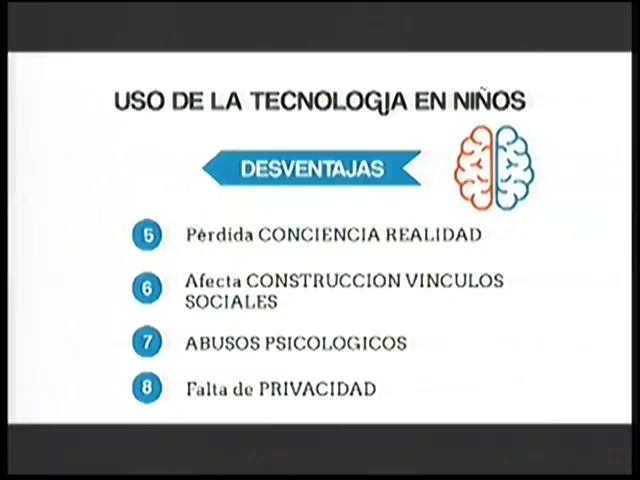 USO DE LA TECNOLOGJA EN NIÑOS
DESVENTAJAS
5 Pérdida CONCIENCIA REALIDAD
6 Afecta CONSTRUCCION VINCULOS
SOCIALES
7 ABUSOS PSICOLOGICOS
8 Falta de PRIVACIDAD